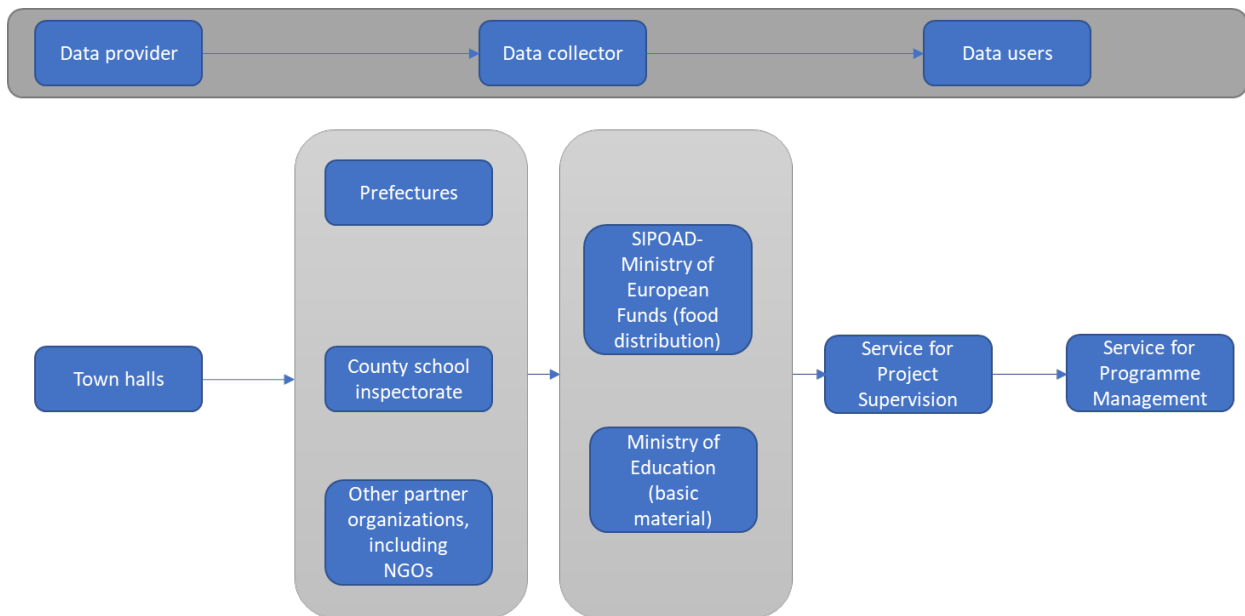 Data provider
Data collector
Data users
Prefectures
SIPOAD-
Ministry of
European
Funds (food
distribution)
Town halls
County school
inspectorate
Service for
Project
Supervision
Service for
Programme
Management
Ministry of
Education
(basic
material)
Other partner
organizations,
including
NGOs